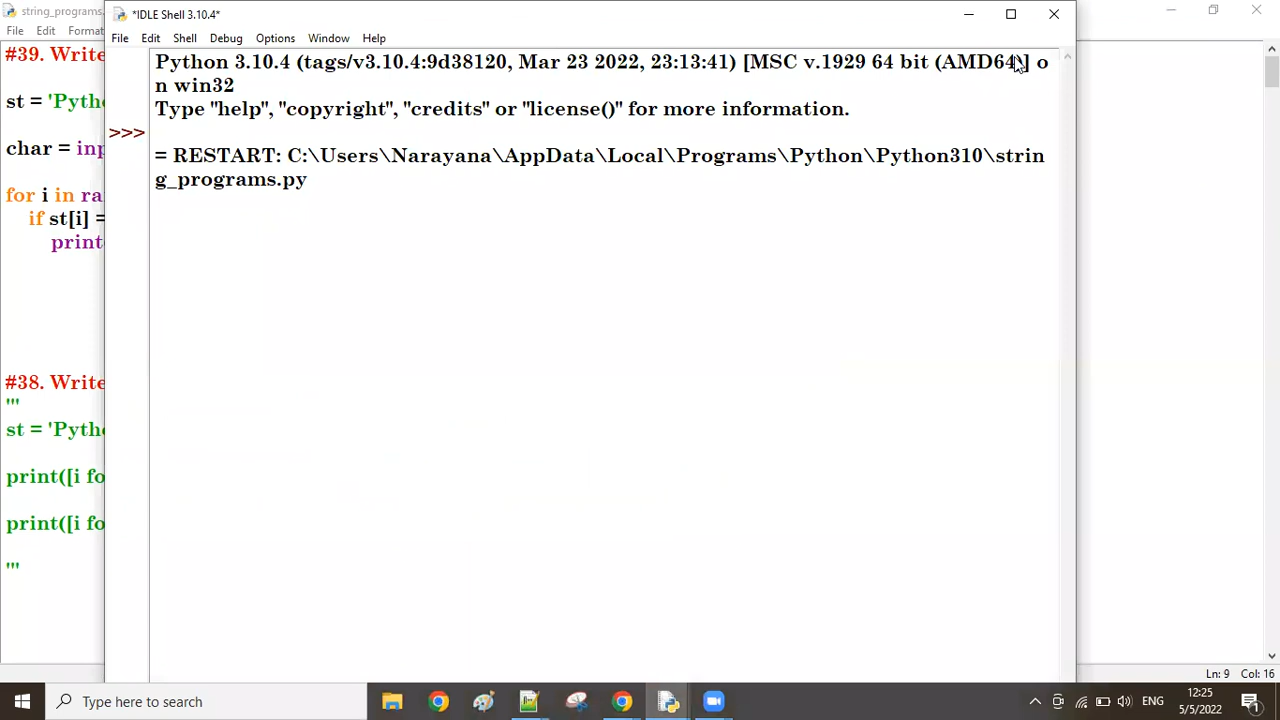 string_programs.
*IDLE Shell 3.10.4*
File Edit Format
File Edit Shell Debug Options Window Help
Python 3.10.4 (tags/v3.10.4:9d38120, Mar 23 2022, 23:13:41) [MSC v.1929 64 bit (AMD64)] o
n win32
Type "help", "copyright", "credits" or "license()" for more information.
>>>
= RESTART: C:\Users\Narayana\AppData\Local\Programs\Python\Python310\strin
g_programs.py
#39. Write
st = 'Pytho
char = inp
for i in ra
if st[i] =
print
#38. Write
'''
st = 'Pytho
print([i fo
print([i fo
'''
Ln: 9 Col: 16
Type here to search
ENG
12:25
5/5/2022
1